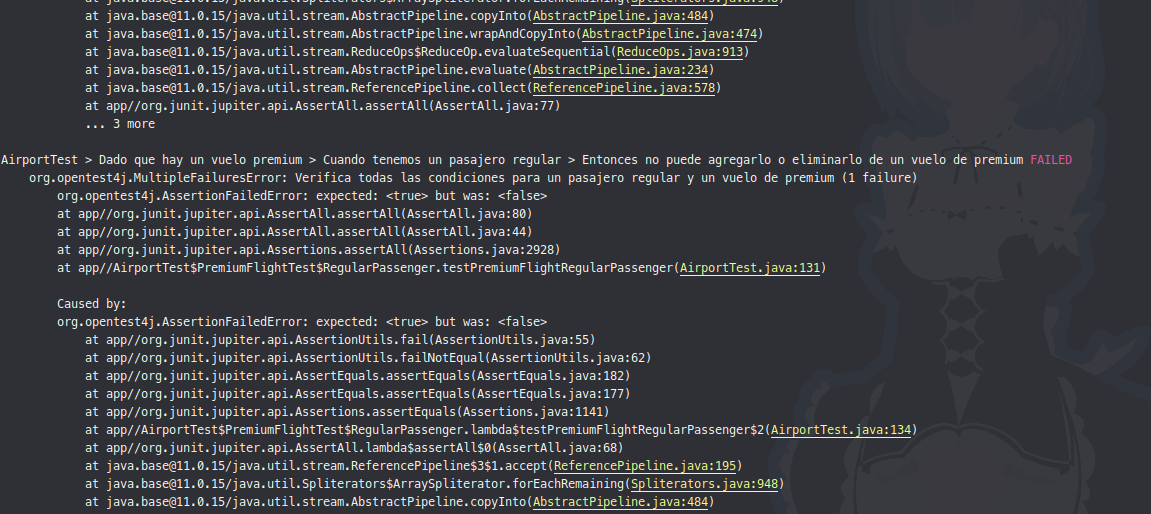 at java.base@11.0.15/java.util.Spliterators$ArraySpliterator.forEachRemaining(Spliterators.java:948)
at java.base@11.0.15/java.util.stream.AbstractPipeline.copyInto(AbstractPipeline.java:484)
at java.base@11.0.15/java.util.stream.AbstractPipeline.wrapAndCopyInto(AbstractPipeline.java:474)
at java.base@11.0.15/java.util.stream.ReduceOps$ReduceOp.evaluateSequential(ReduceOps.java:913)
at java.base@11.0.15/java.util.stream.AbstractPipeline.evaluate(AbstractPipeline.java:234)
at java.base@11.0.15/java.util.stream.ReferencePipeline.collect(ReferencePipeline.java:578)
at app//org.junit.jupiter.api.AssertAll.assertAll(AssertAll.java:77)
... 3 more
AirportTest > Dado que hay un vuelo premium > Cuando tenemos un pasajero regular > Entonces no puede agregarlo o eliminarlo de un vuelo de premium FAILED
org.opentest4j.MultipleFailuresError: Verifica todas las condiciones para un pasajero regular y un vuelo de premium (1 failure)
org.opentest4j.AssertionFailedError: expected: <true> but was: <false>
at app//org.junit.jupiter.api.AssertAll.assertAll(AssertAll.java:80)
at app//org.junit.jupiter.api.AssertAll.assertAll(AssertAll.java:44)
at app//org.junit.jupiter.api.Assertions.assertAll(Assertions.java:2928)
at app//AirportTest$PremiumFlightTest$RegularPassenger.testPremiumFlightRegularPassenger(AirportTest.java:131)
Caused by:
org.opentest4j.AssertionFailedError: expected: <true> but was: <false>
at app//org.junit.jupiter.api.AssertionUtils.fail(AssertionUtils.java:55)
at app//org.junit.jupiter.api.AssertionUtils.failNotEqual(AssertionUtils.java:62)
at app//org.junit.jupiter.api.AssertEquals.assertEquals(AssertEquals.java:182)
at app//org.junit.jupiter.api.AssertEquals.assertEquals(AssertEquals.java:177)
at app//org.junit.jupiter.api.Assertions.assertEquals(Assertions.java:1141)
at app//AirportTest$PremiumFlightTest$RegularPassenger.lambda$testPremiumFlightRegularPassenger$2(AirportTest.java:134)
at app//org.junit.jupiter.api.AssertAll.lambda$assertAll$0(AssertAll.java:68)
at java.base@11.0.15/java.util.stream.ReferencePipeline$3$1.accept(ReferencePipeline.java:195)
at java.base@11.0.15/java.util.Spliterators$ArraySpliterator.forEachRemaining(Spliterators.java:948)
at java.base@11.0.15/java.util.stream.AbstractPipeline.copyInto(AbstractPipeline.java:484)